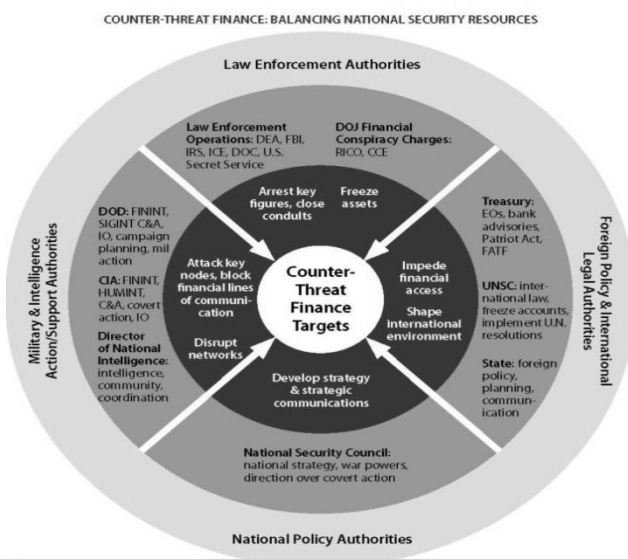 COUNTER-THREAT FINANCE: BALANCING NATIONAL SECURITY RESOURCES
Law Enforcement Authorities
Law Enforcement
Operations: DEA, FBI,
IRS, ICE, DOC, U.S.
Secret Service
DOJ Financial
Conspiracy Charges:
RICO, CCE
Arrest key
figures, close
conduits
Freeze
assets
Military & Intelligence
Action/Support Authorities
DOD: FININT,
SIGINT C&A,
IO, campaign
planning, mil
action
CIA: FININT,
HUMINT,
C&A, covert
action, IO
Director
of National
Intelligence:
intelligence,
community,
coordination
Attack key
nodes, block
financial lines
of communi-
cation
Disrupt
networks
Counter-
Threat
Finance
Targets
Impede
financial
access
Shape
international
environment
Treasury:
EOs, bank
advisories,
Patriot Act,
FATF
UNSC: inter-
national law,
freeze accounts,
implement U.N.
resolutions
State: foreign
policy,
planning,
commun-
ication
Foreign Policy & International
Legal Authorities
Develop strategy
& strategic
communications
National Security Council:
national strategy, war powers,
direction over covert action
National Policy Authorities